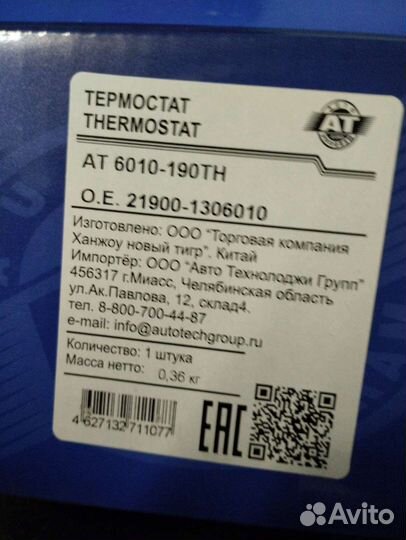 ТЕРМОСТАТ
THERMOSTAT
AT
AT 6010-190TH
O.E. 21900-1306010
Изготовлено: ООО "Торговая компания
Ханжоу новый тигр". Китай
Импортёр: ООО "Авто Технолоджи Групп"
456317 г.Миасс, Челябинская область
ул.Ак.Павлова, 12, склад4.
тел. 8-800-700-44-87
e-mail: info@autotechgroup.ru
Количество: 1 штука
Масса нетто: 0,36 кг
4 627132 711077
EAC
Avito